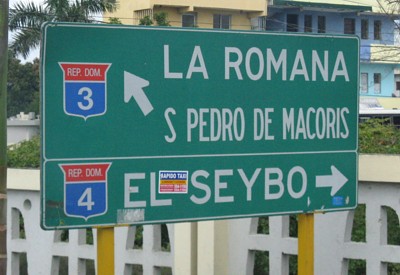 REP. DOM.
3
LA ROMANA
S PEDRO DE MACORIS
REP. DOM.
4
EL SEYBO
RAPIDO TAXI